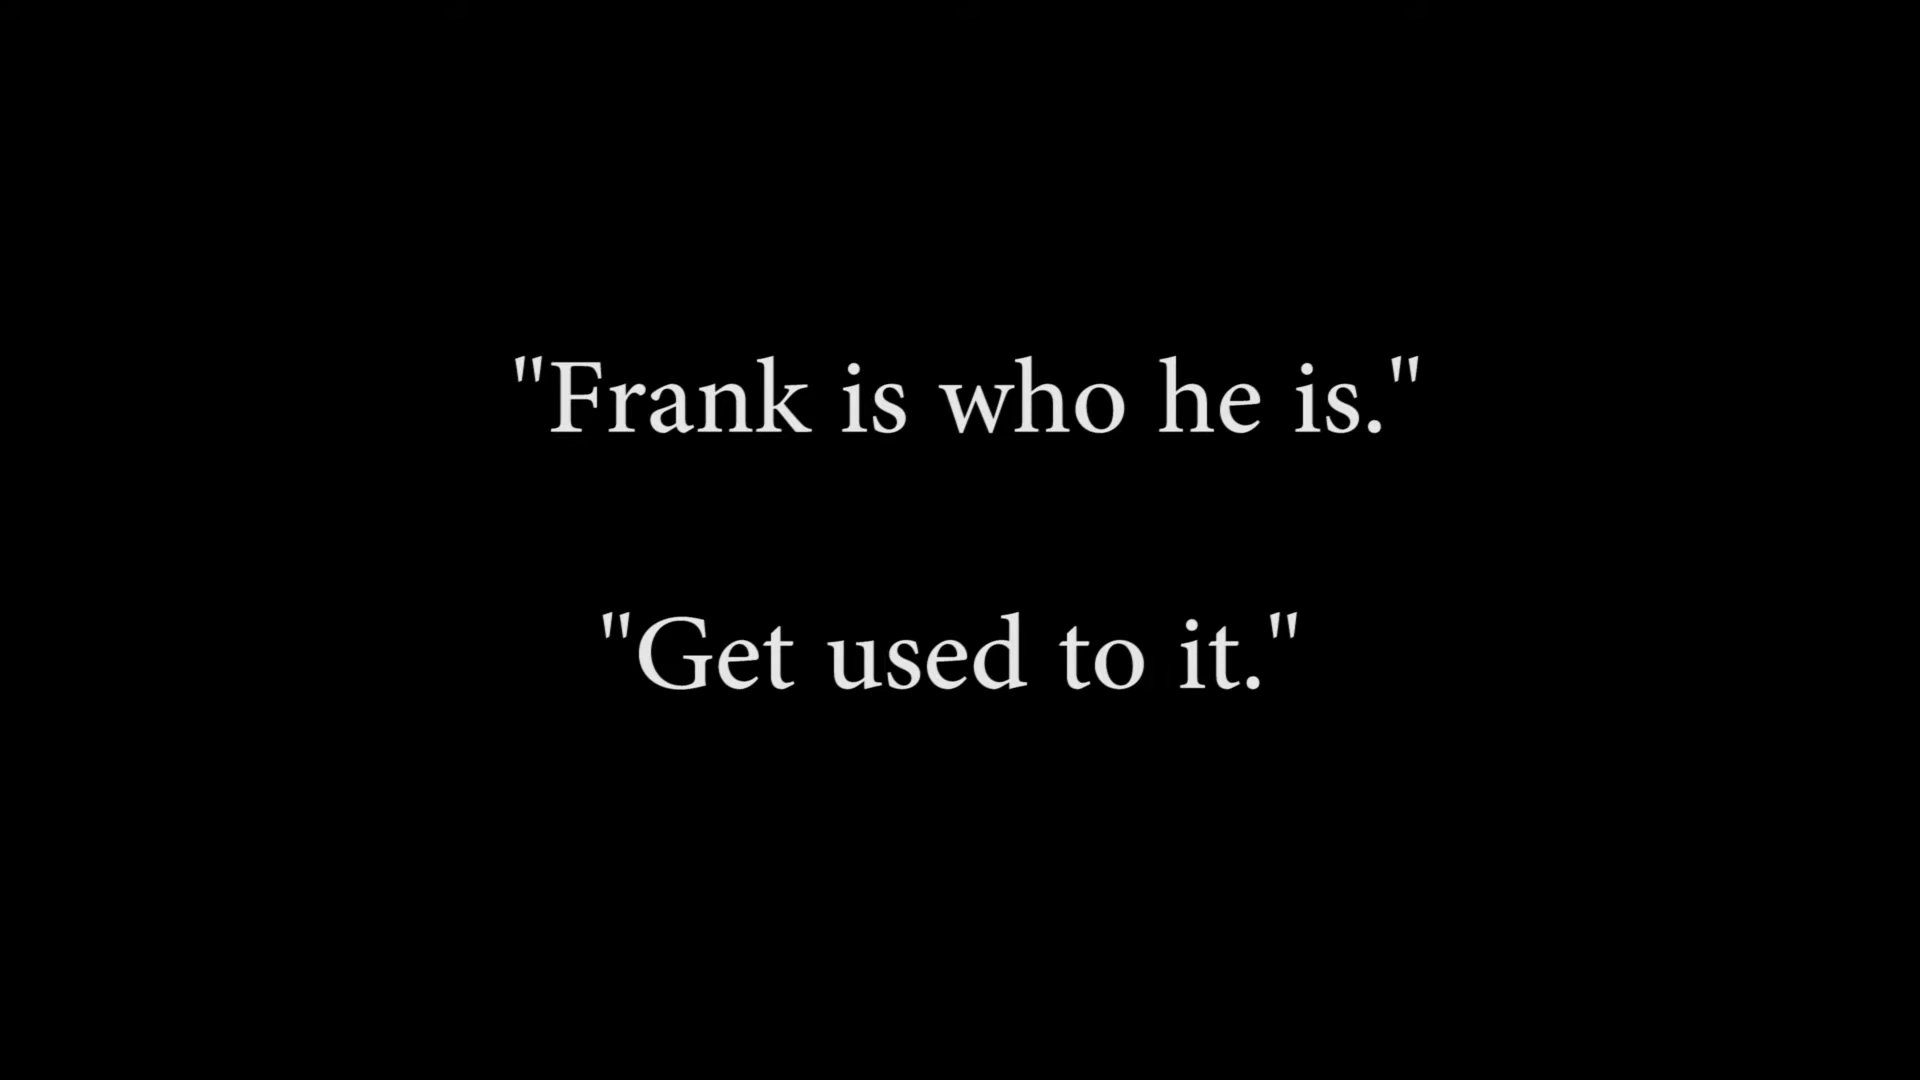 "Frank is who he is."
"Get used to it."